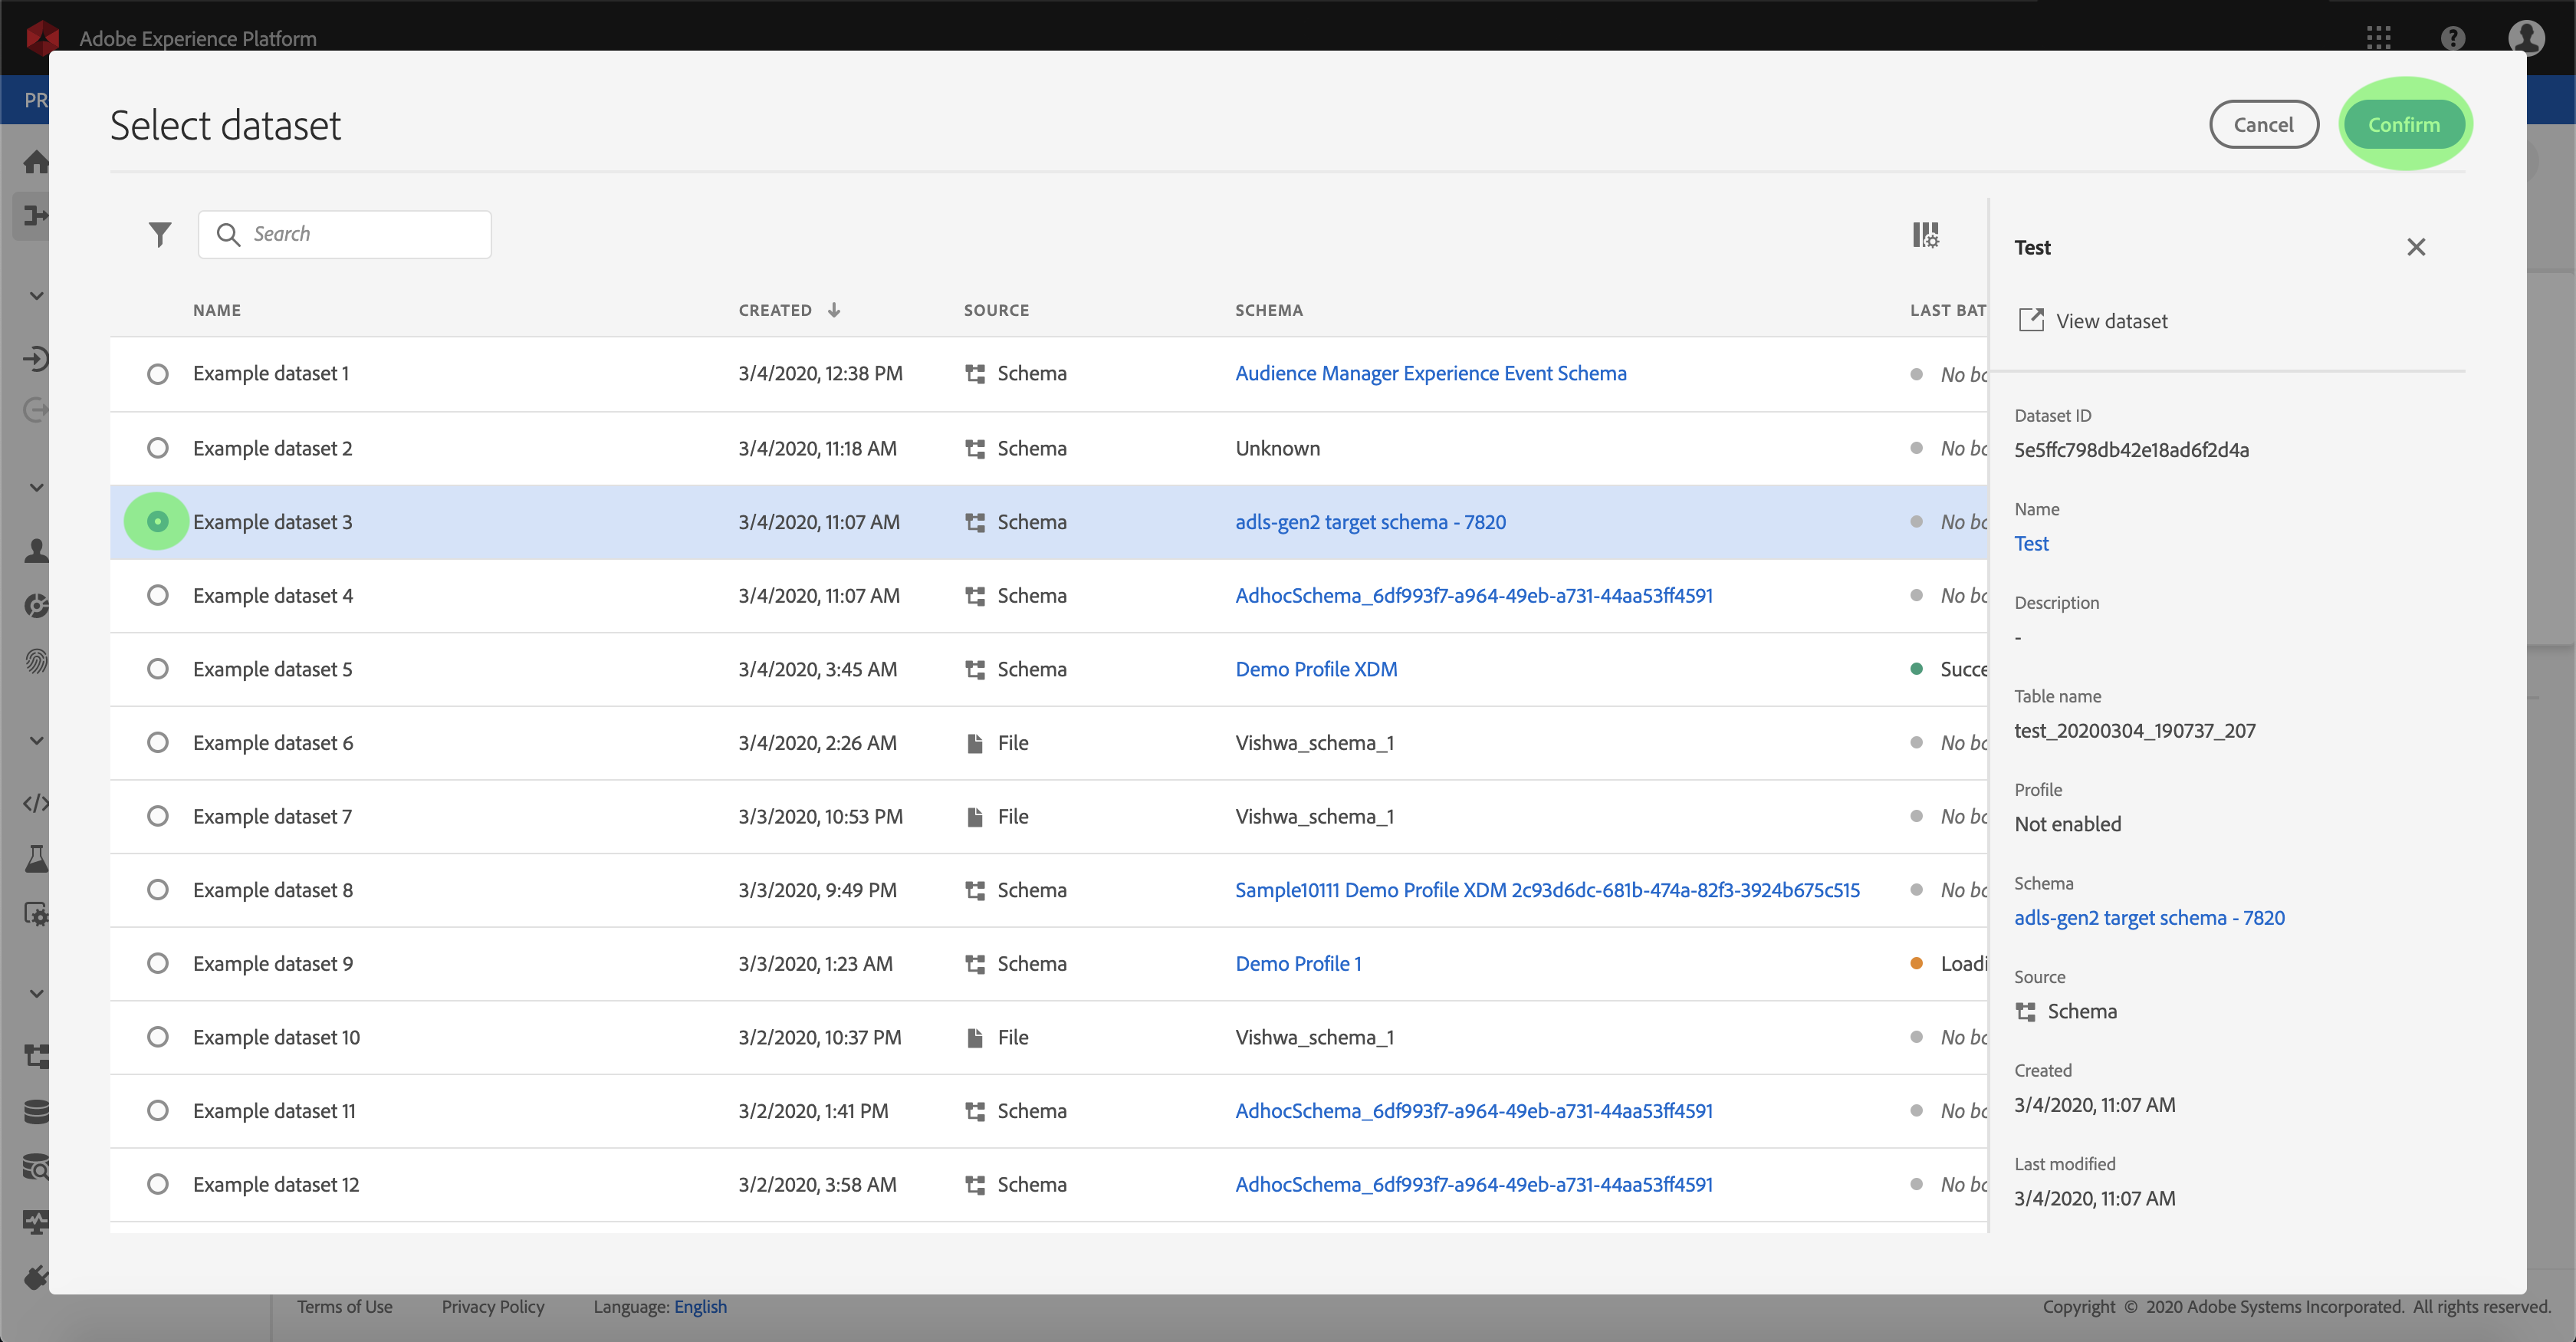 Adobe Experience Platform
PR
Select dataset
Cancel
Confirm
Search
NAME CREATED SOURCE SCHEMA LAST BAT
Example dataset 1 3/4/2020, 12:38 PM Schema Audience Manager Experience Event Schema No
Example dataset 2 3/4/2020, 11:18 AM Schema Unknown No
Example dataset 3 3/4/2020, 11:07 AM Schema adls-gen2 target schema - 7820 No
Example dataset 4 3/4/2020, 11:07 AM Schema AdhocSchema_6df993f7-a964-49eb-a731-44aa53ff4591 No
Example dataset 5 3/4/2020, 3:45 AM Schema Demo Profile XDM Succe
Example dataset 6 3/4/2020, 2:26 AM File Vishwa_schema_1 No
Example dataset 7 3/3/2020, 10:53 PM File Vishwa_schema_1 No
Example dataset 8 3/3/2020, 9:49 PM Schema Sample10111 Demo Profile XDM 2c93d6dc-681b-474a-82f3-3924b675c515 No
Example dataset 9 3/3/2020, 1:23 AM Schema Demo Profile 1 Loadi
Example dataset 10 3/2/2020, 10:37 PM File Vishwa_schema_1 No
Example dataset 11 3/2/2020, 1:41 PM Schema AdhocSchema_6df993f7-a964-49eb-a731-44aa53ff4591 No
Example dataset 12 3/2/2020, 3:58 AM Schema AdhocSchema_6df993f7-a964-49eb-a731-44aa53ff4591 No
Test
View dataset
Dataset ID
5e5ffc798db42e18ad6f2d4a
Name
Test
Description
-
Table name
test_20200304_190737_207
Profile
Not enabled
Schema
adls-gen2 target schema - 7820
Source
Schema
Created
3/4/2020, 11:07 AM
Last modified
3/4/2020, 11:07 AM
Terms of Use Privacy Policy Language: English Copyright © 2020 Adobe Systems Incorporated. All rights reserved.